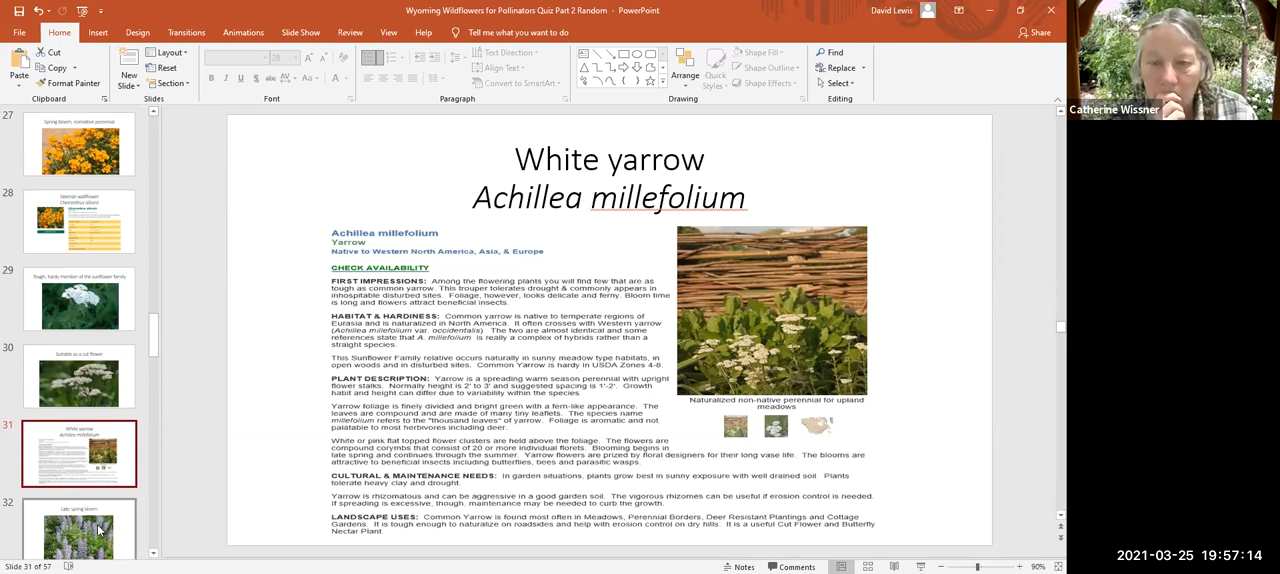 Wyoming Wildflowers for Pollinators Quiz Part 2 Random - PowerPoint
David Lewis
File Home Insert Design Transitions Animations Slide Show Review View Help Tell me what you want to do
Share
Paste
Cut
Copy
Format Painter
Clipboard
New Slide
Layout
Reset
Section
Slides
28
Font
Text Direction
Align Text
Convert to SmartArt
Paragraph
Arrange
Quick Styles
Shape Fill
Shape Outline
Shape Effects
Drawing
Find
Replace
Select
Editing
Catherine Wissner
27
Spring bloom, nonnative perennial
28
Siberian wallflower
Cheiranthus allionii
29
Tough, hardy member of the sunflower family
30
Suitable as a cut flower
31
White yarrow
Achillea millefolium
32
Late spring bloom
White yarrow
Achillea millefolium
Achillea millefolium
Yarrow
Native to Western North America, Asia, & Europe
CHECK AVAILABILITY
FIRST IMPRESSIONS: Among the flowering plants you will find few that are as
tough as common yarrow. This trouper tolerates drought & commonly appears in
inhospitable disturbed sites. Foliage, however, looks delicate and ferny. Bloom time
is long and flowers attract beneficial insects.
HABITAT & HARDINESS: Common yarrow is native to temperate regions of
Eurasia and is naturalized in North America. It often crosses with Western yarrow
(Achillea millefolium var. occidentalis). The two are almost identical and some
references state that A. millefolium is really a complex of hybrids rather than a
straight species.
This Sunflower Family relative occurs naturally in sunny meadow type habitats, in
open woods and in disturbed sites. Common Yarrow is hardy in USDA Zones 4-8.
PLANT DESCRIPTION: Yarrow is a spreading warm season perennial with upright
flower stalks. Normally height is 2' to 3' and suggested spacing is 1'-2'. Growth
habit and height can differ due to variability within the species.
Yarrow foliage is finely divided and bright green with a fern-like appearance. The
leaves are compound and are made of many tiny leaflets. The species name
millefolium refers to the "thousand leaves" of yarrow. Foliage is aromatic and not
palatable to most herbivores including deer.
White or pink flat topped flower clusters are held above the foliage. The flowers are
compound corymbs that consist of 20 or more individual florets. Blooming begins in
late spring and continues through the summer. Yarrow flowers are prized by floral designers for their long vase life. The blooms are
attractive to beneficial insects including butterflies, bees and parasitic wasps.
CULTURAL & MAINTENANCE NEEDS: In garden situations, plants grow best in sunny exposure with well drained soil. Plants
tolerate heavy clay and drought.
Yarrow is rhizomatous and can be aggressive in a good garden soil. The vigorous rhizomes can be useful if erosion control is needed.
If spreading is excessive, though, maintenance may be needed to curb the growth.
LANDSCAPE USES: Common Yarrow is found most often in Meadows, Perennial Borders, Deer Resistant Plantings and Cottage
Gardens. It is tough enough to naturalize on roadsides and help with erosion control on dry hills. It is a useful Cut Flower and Butterfly
Nectar Plant.
Naturalized non-native perennial for upland
meadows
Slide 31 of 57
Notes
Comments
90%
2021-03-25 19:57:14